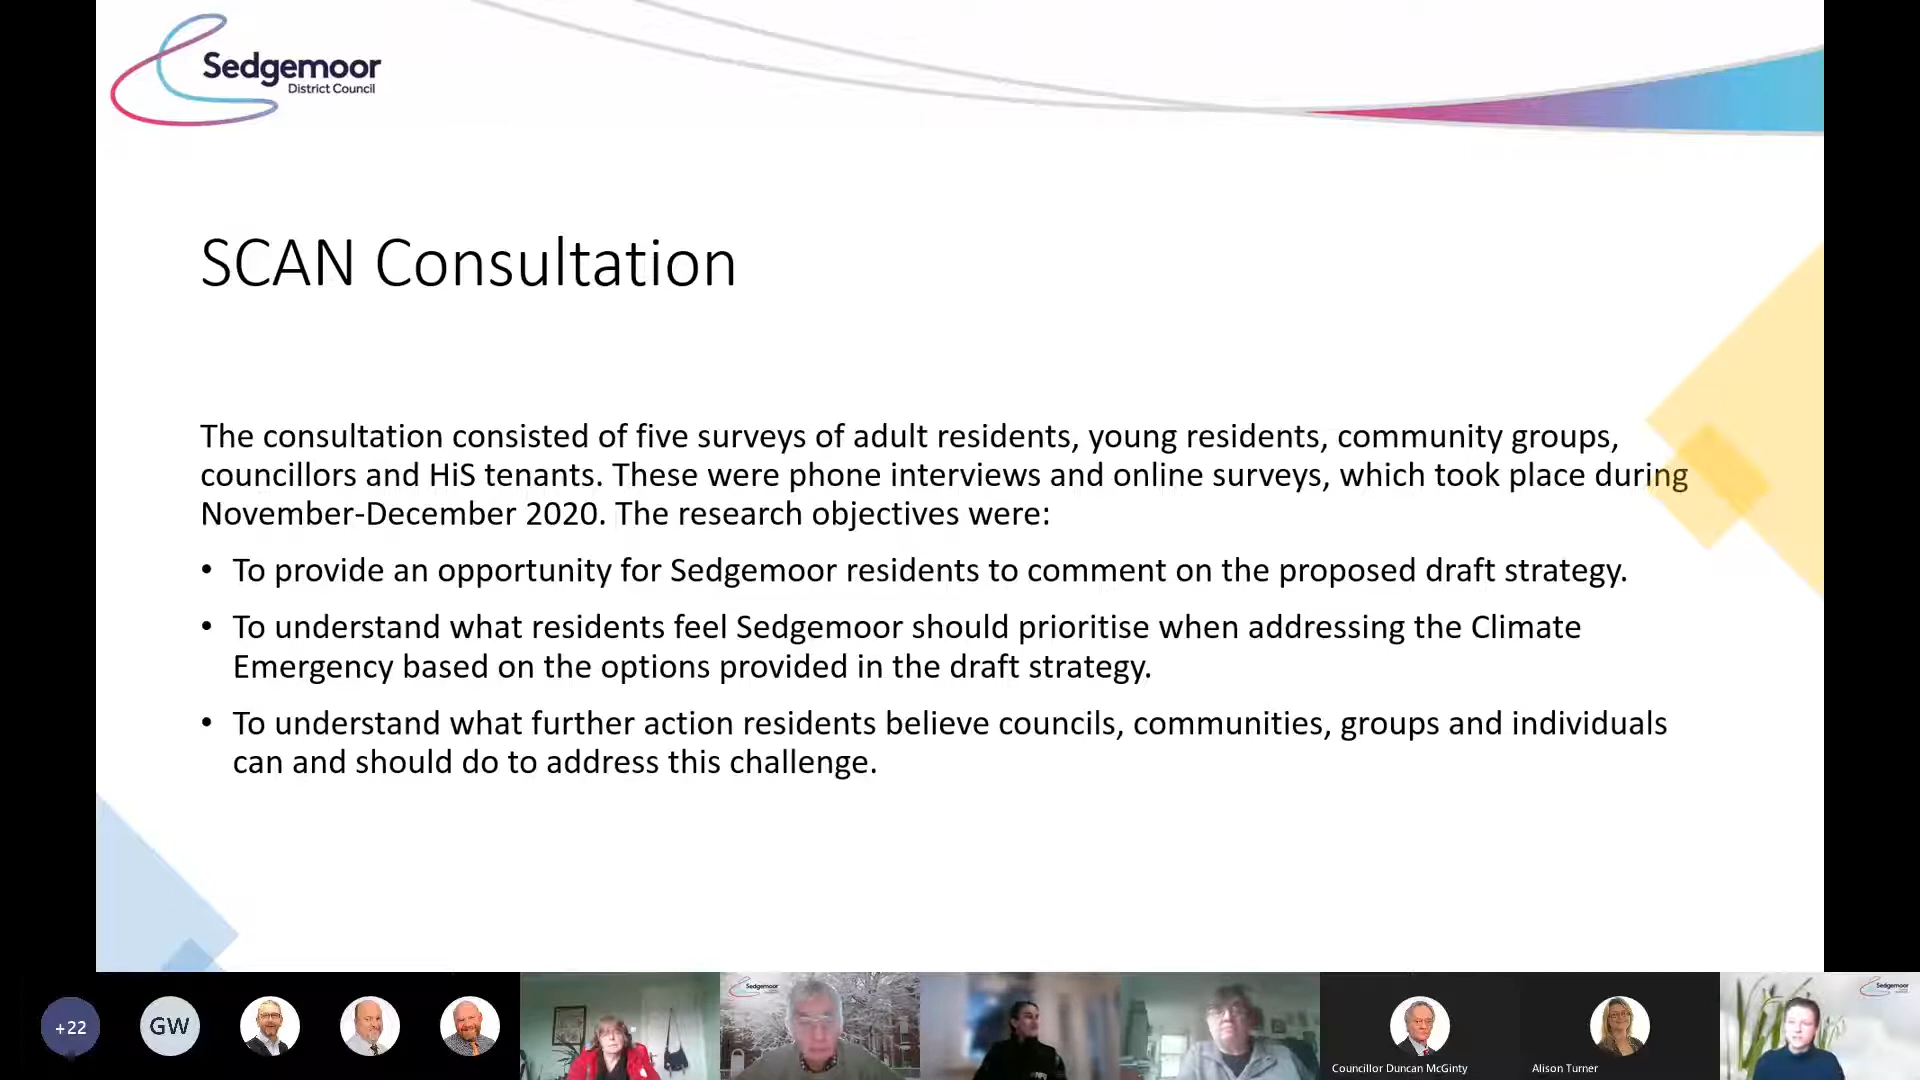 Sedgemoor
District Council
SCAN Consultation
The consultation consisted of five surveys of adult residents, young residents, community groups,
councillors and HiS tenants. These were phone interviews and online surveys, which took place during
November-December 2020. The research objectives were:
• To provide an opportunity for Sedgemoor residents to comment on the proposed draft strategy.
• To understand what residents feel Sedgemoor should prioritise when addressing the Climate
Emergency based on the options provided in the draft strategy.
• To understand what further action residents believe councils, communities, groups and individuals
can and should do to address this challenge.
+22
GW
Sedgemoor
Councillor Duncan McGinty
Alison Turner
Sedgemoor